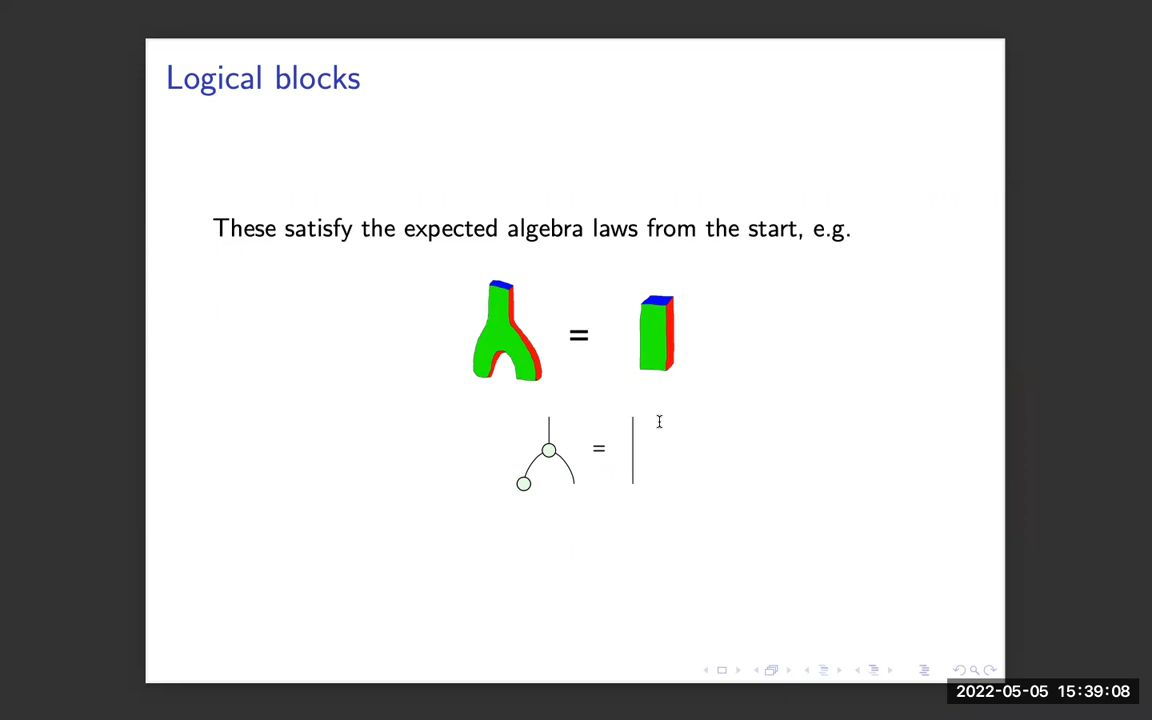 Logical blocks
These satisfy the expected algebra laws from the start, e.g.
=
=
2022-05-05 15:39:08